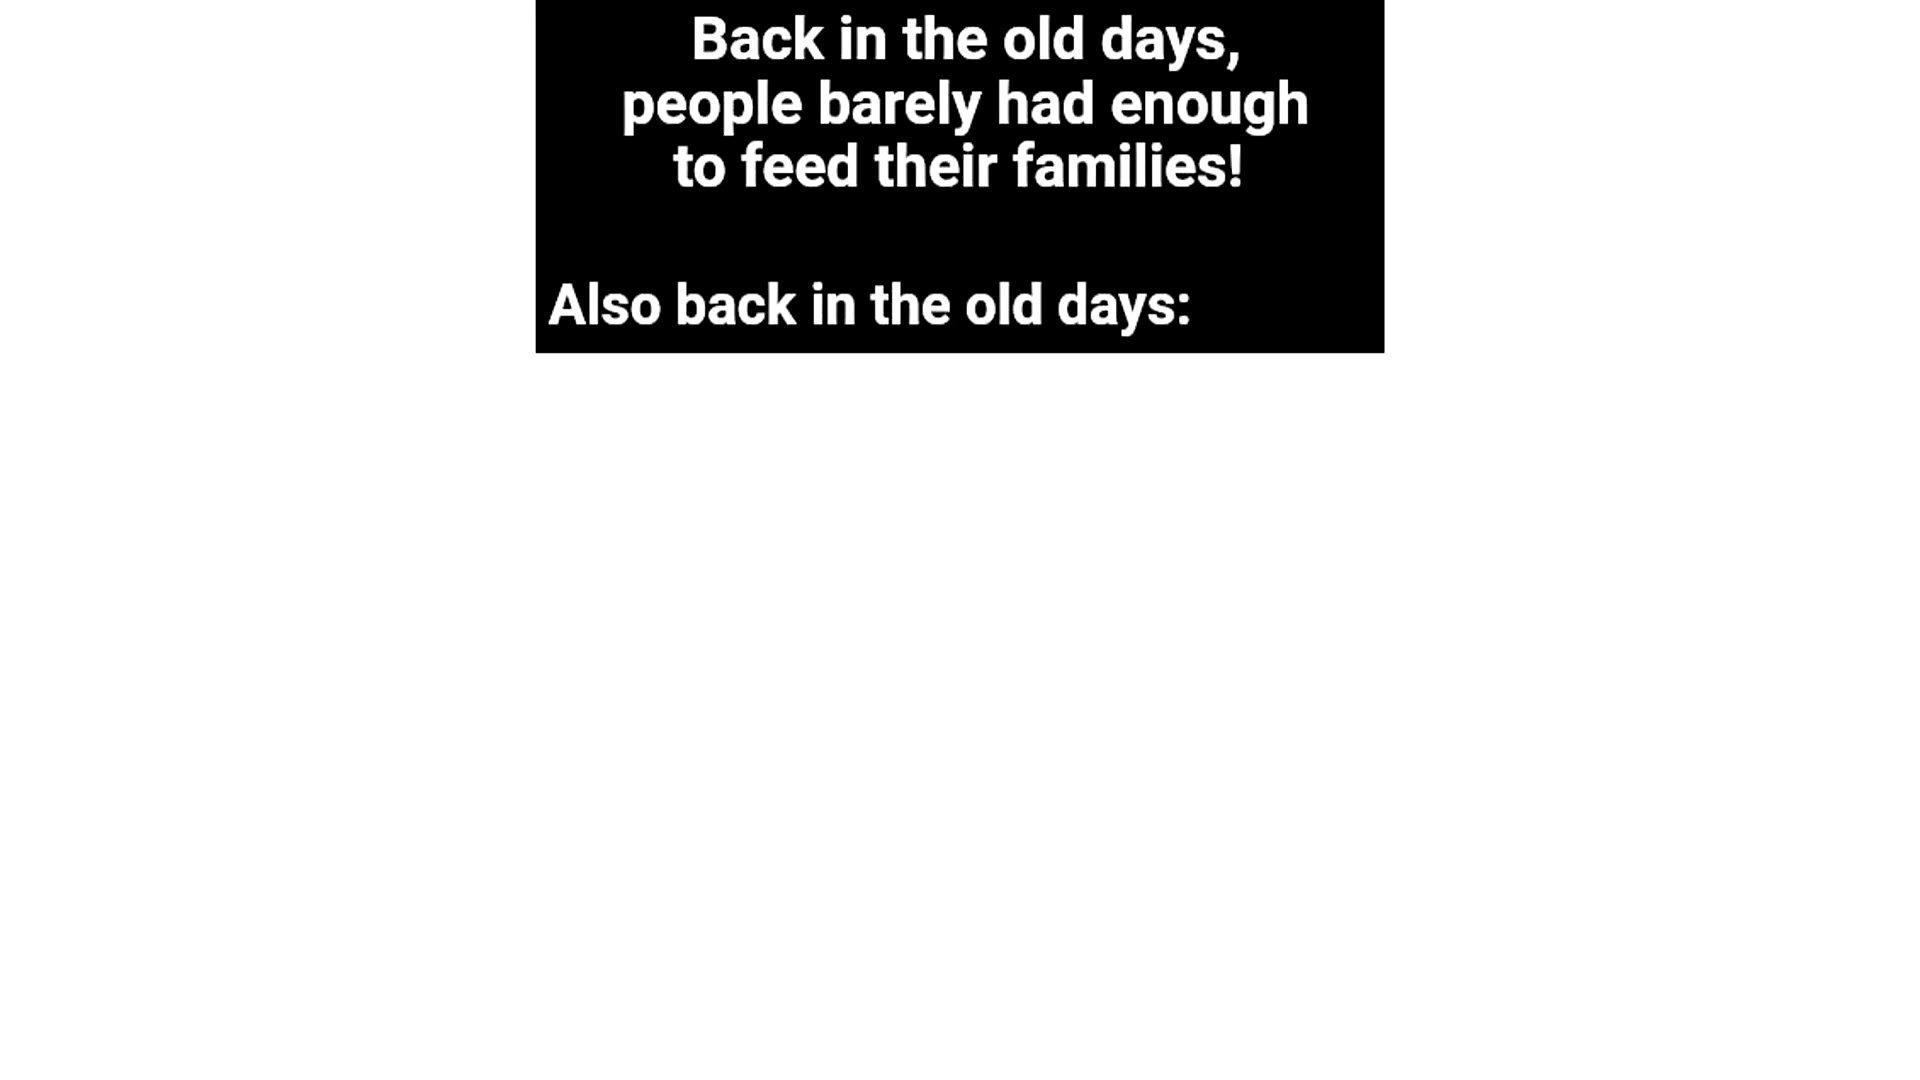 Back in the old days,
people barely had enough
to feed their families!
Also back in the old days: